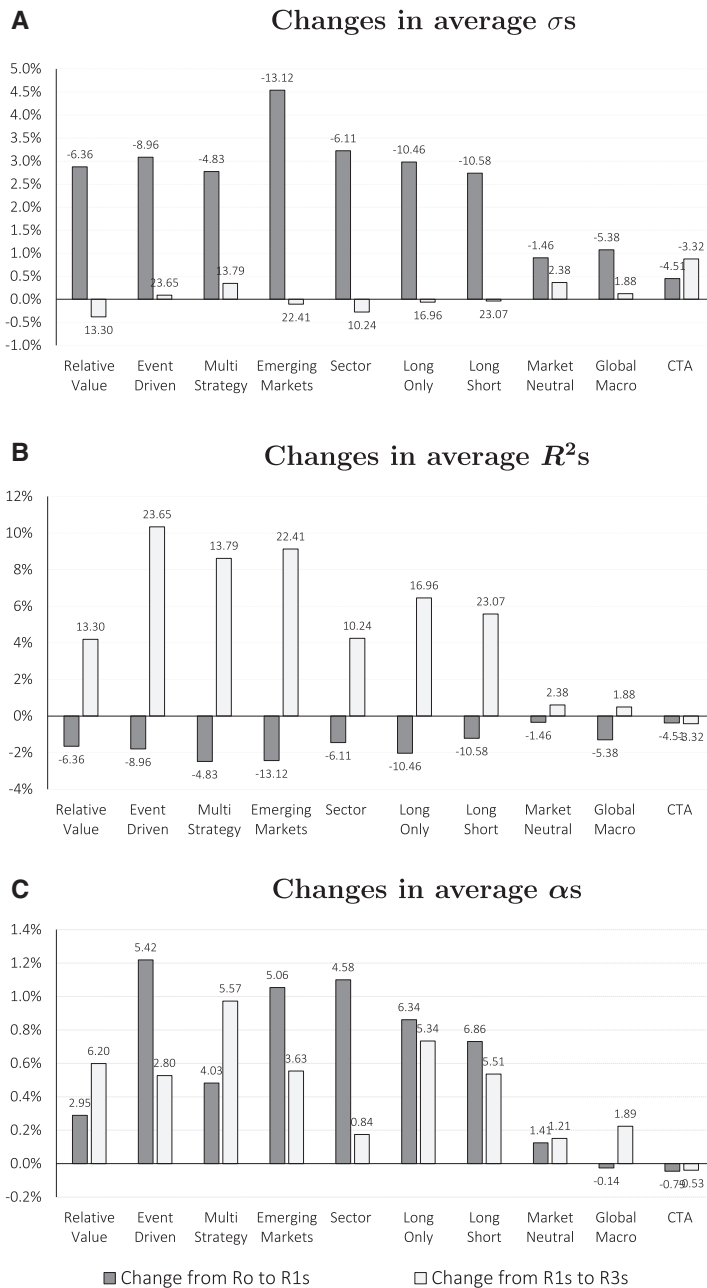 A
Changes in average σs
5.0%
4.5%
4.0%
3.5%
3.0%
2.5%
2.0%
1.5%
1.0%
0.5%
0.0%
-0.5%
-1.0%
-6.36
13.30
-8.96
23.65
-4.83
13.79
-13.12
22.41
-6.11
10.24
-10.46
16.96
-10.58
23.07
-1.46
2.38
-5.38
1.88
-4.51
-3.32
Relative Value
Event Driven
Multi Strategy
Emerging Markets
Sector
Long Only
Long Short
Market Neutral
Global Macro
CTA
B
Changes in average R²s
12%
10%
8%
6%
4%
2%
0%
-2%
-4%
-6.36
13.30
-8.96
23.65
-4.83
13.79
-13.12
22.41
-6.11
10.24
-10.46
16.96
-10.58
23.07
-1.46
2.38
-5.38
1.88
-4.51
-3.32
Relative Value
Event Driven
Multi Strategy
Emerging Markets
Sector
Long Only
Long Short
Market Neutral
Global Macro
CTA
C
Changes in average αs
1.4%
1.2%
1.0%
0.8%
0.6%
0.4%
0.2%
0.0%
-0.2%
2.95
6.20
5.42
2.80
4.03
5.57
5.06
3.63
4.58
0.84
6.34
5.34
6.86
5.51
1.41
1.21
-0.14
1.89
-0.79
-0.53
Relative Value
Event Driven
Multi Strategy
Emerging Markets
Sector
Long Only
Long Short
Market Neutral
Global Macro
CTA
Change from Ro to R1s
Change from R1s to R3s